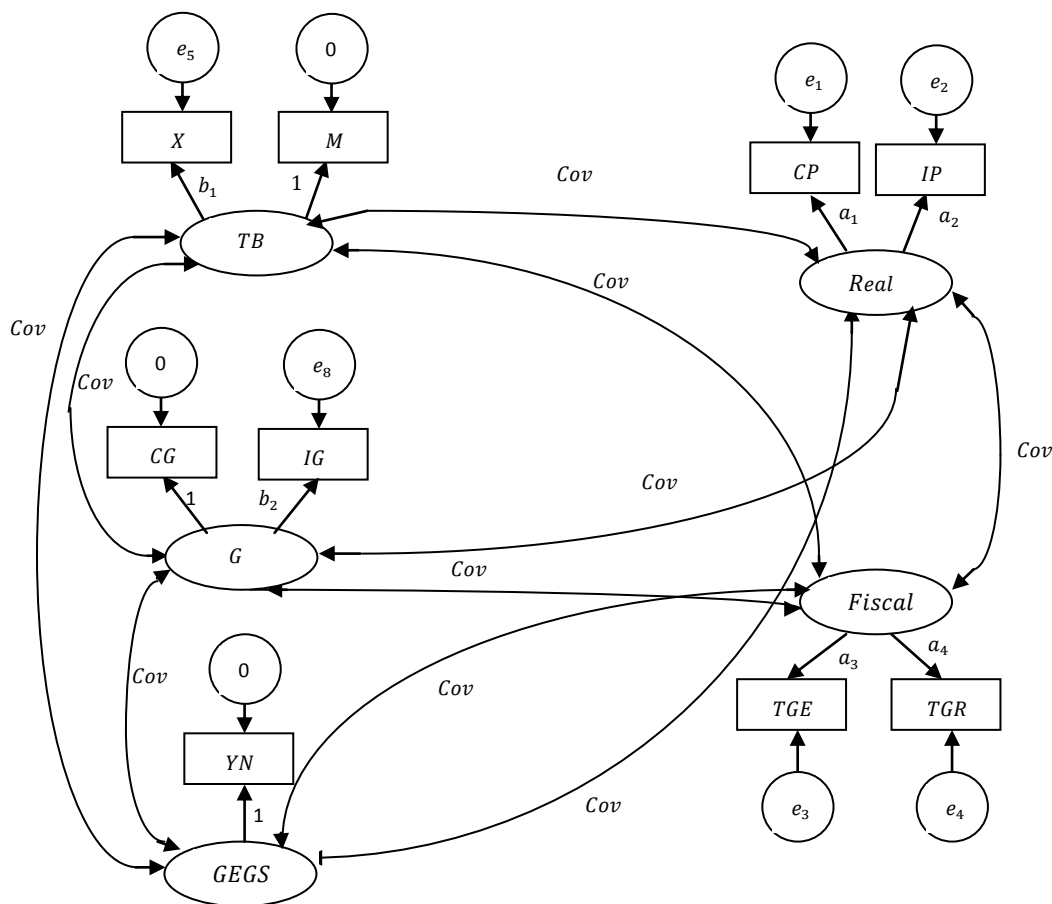 e₅
0
X
M
b₁
1
TB
e₁
e₂
CP
IP
a₁
a₂
Real
Cov
Cov
Cov
Cov
0
e₈
CG
IG
1
b₂
G
Cov
Cov
Cov
Fiscal
a₃
a₄
TGE
TGR
e₃
e₄
Cov
Cov
0
YN
1
GEGS
Cov